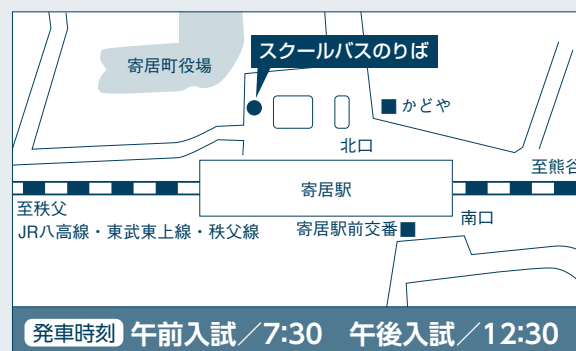 スクールバスのりば
寄居町役場
かどや
北口
至熊谷
寄居駅
至秩父
南口
JR八高線・東武東上線・秩父線
寄居駅前交番
発車時刻 午前入試／7:30 午後入試／12:30